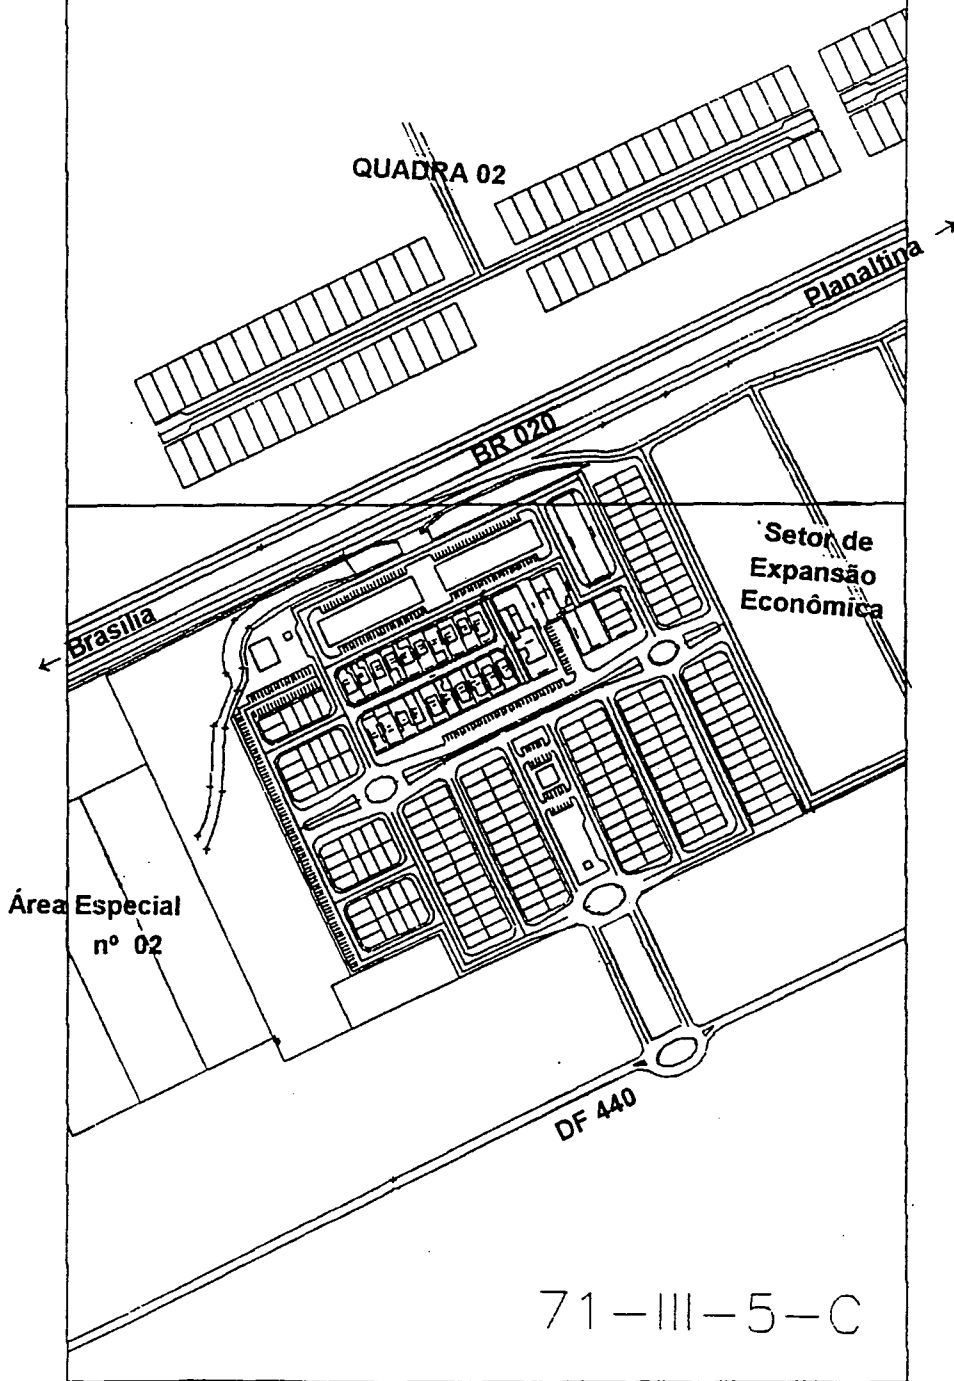 QUADRA 02
Planaltina
BR 020
Setor de
Expansão
Econômica
Brasília
Área Especial
nº 02
DF 440
71-III-5-C